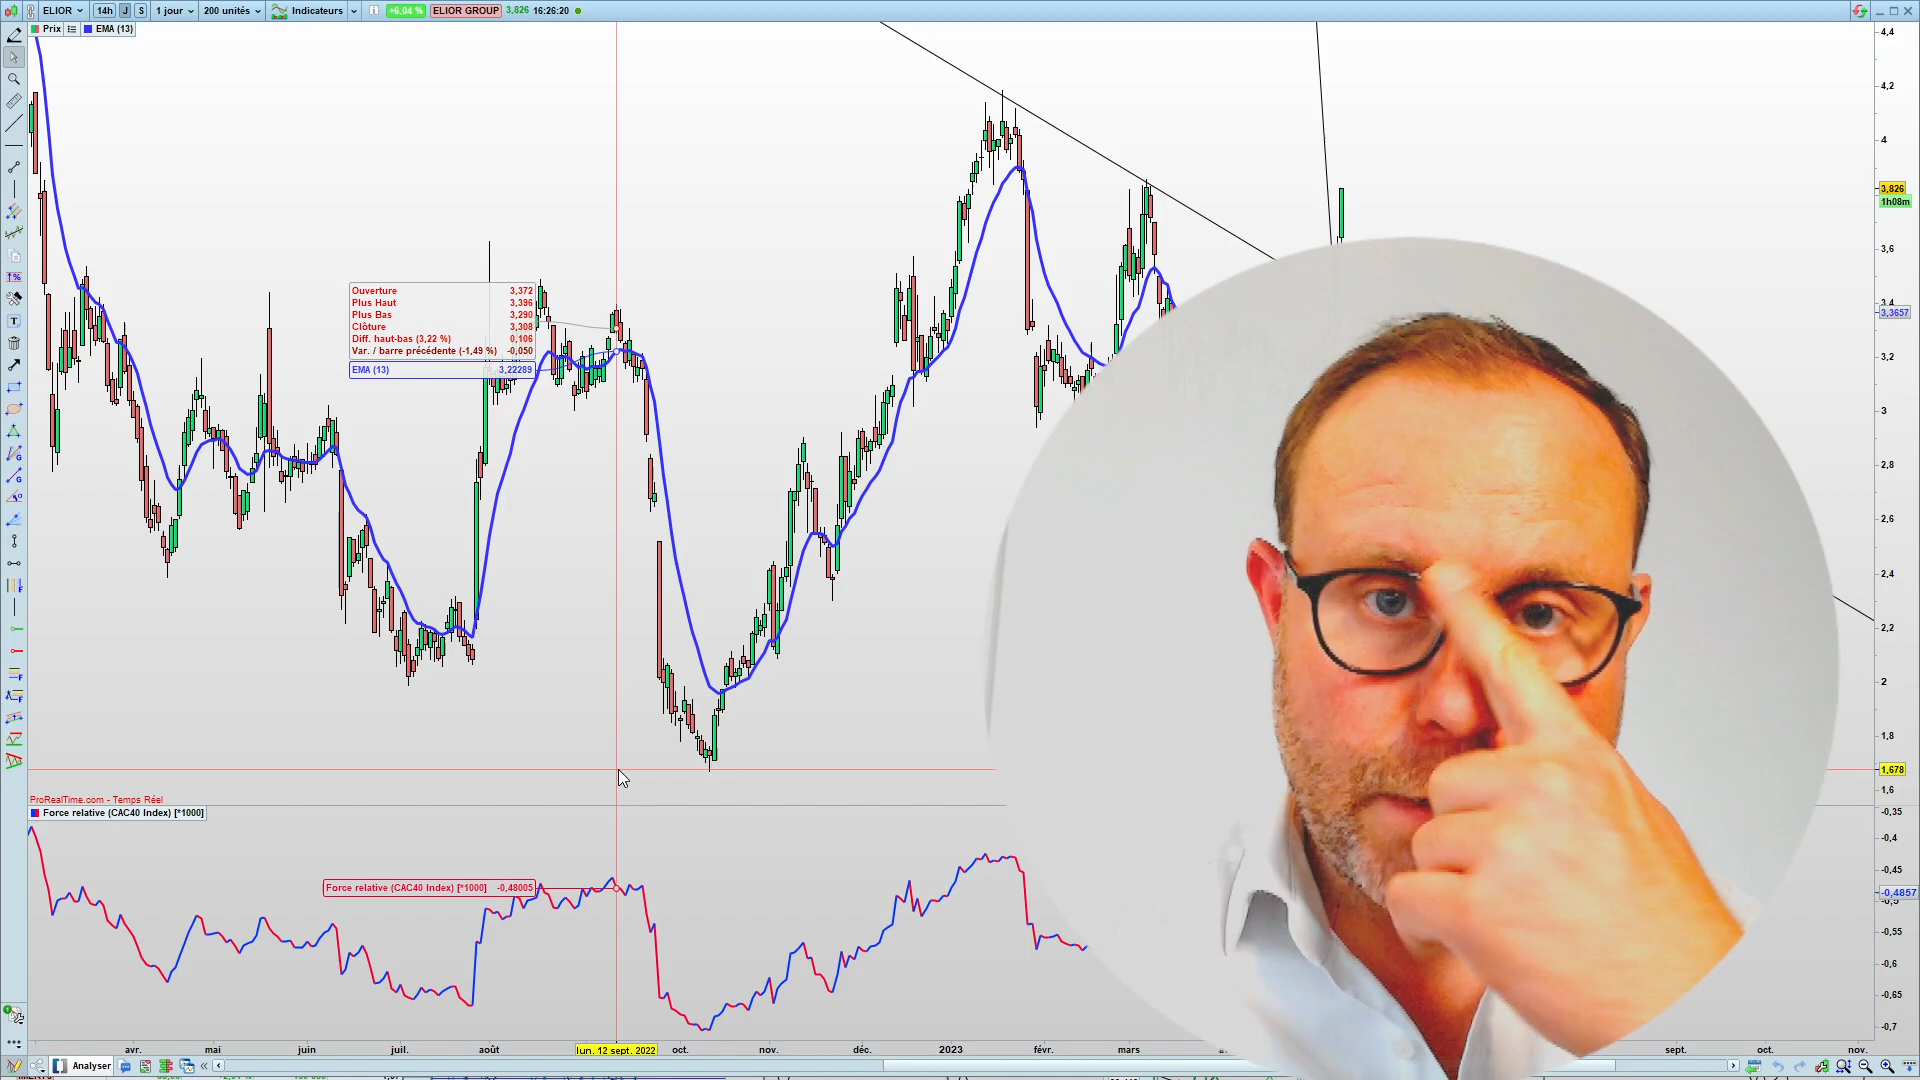 ELIOR 14h J S 1 jour 200 unités Indicateurs +6,04 % ELIOR GROUP 3,826 16:26:20
Prix EMA (13)
4,4
4,2
4
3,826
1h08m
3,6
3,4
3,3657
3,2
3
2,8
2,6
2,4
2,2
2
1,8
1,678
1,6
Ouverture 3,372
Plus Haut 3,396
Plus Bas 3,290
Clôture 3,308
Diff. haut-bas (3,22 %) 0,106
Var. / barre précédente (-1,49 %) -0,050
EMA (13) 3,22289
ProRealTime.com - Temps Réel
Force relative (CAC40 Index) [*1000]
-0,35
-0,4
-0,45
-0,4857
-0,5
-0,55
-0,6
-0,65
-0,7
Force relative (CAC40 Index) [*1000] -0,48005
avr. mai juin juil. août lun. 12 sept. 2022 oct. nov. déc. 2023 févr. mars sept. oct. nov.
Analyser